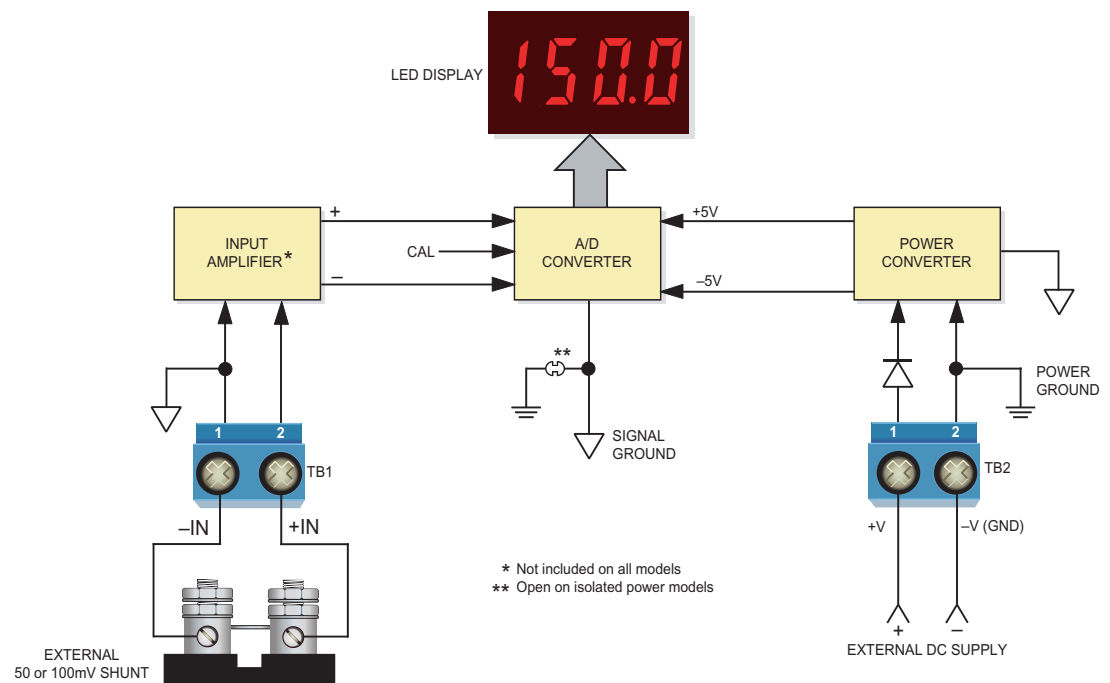 LED DISPLAY
150.0
INPUT
AMPLIFIER*
+
–
CAL
A/D
CONVERTER
+5V
–5V
POWER
CONVERTER
**
SIGNAL
GROUND
POWER
GROUND
1 2
TB1
–IN +IN
1 2
TB2
+V
–V (GND)
* Not included on all models
** Open on isolated power models
+ –
EXTERNAL DC SUPPLY
EXTERNAL
50 or 100mV SHUNT